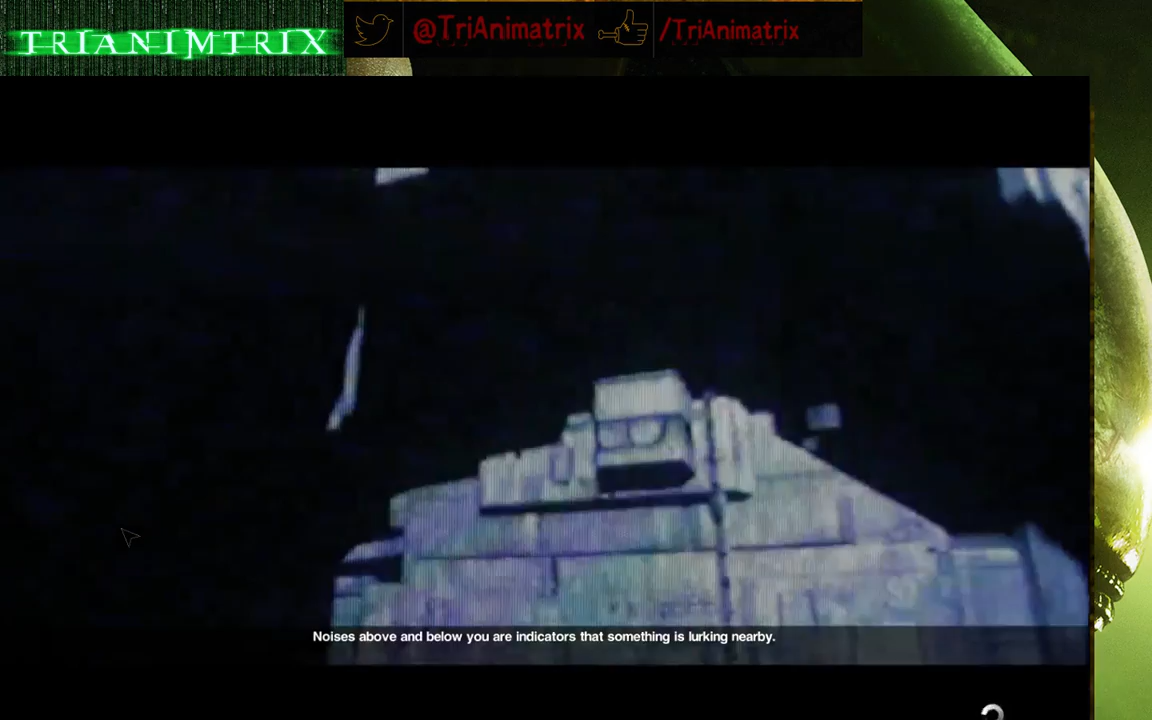 TRIANIMTRIX
@TriAnimatrix
/TriAnimatrix
Noises above and below you are indicators that something is lurking nearby.